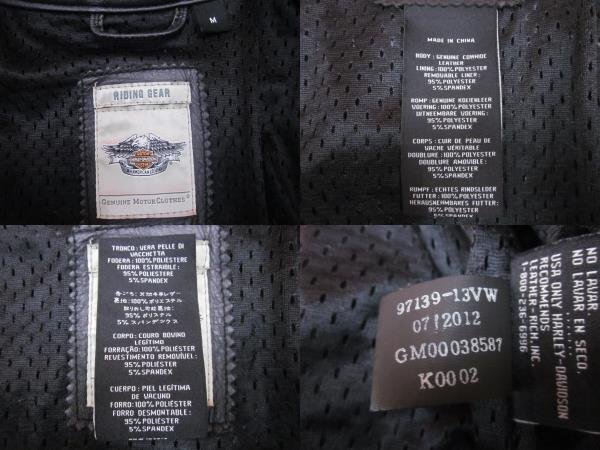 M
RIDING GEAR
HARLEY-DAVIDSON
AN AMERICAN LEGEND
GENUINE MOTORCLOTHES®
MADE IN CHINA
BODY: GENUINE COWHIDE
LEATHER
LINING: 100% POLYESTER
REMOVABLE LINER:
95% POLYESTER
5% SPANDEX
ROMP: GENUINE KOEIENLEER
VOERING: 100% POLYESTER
UITNEEMBARE VOERING:
95% POLYESTER
5% SPANDEX
CORPS: CUIR DE PEAU DE
VACHE VÉRITABLE
DOUBLURE: 100% POLYESTER
DOUBLURE AMOVIBLE:
95% POLYESTER
5% SPANDEX
RUMPF: ECHTES RINDSLEDER
FUTTER: 100% POLYESTER
HERAUSNEHMBARES FUTTER:
95% POLYESTER
5% SPANDEX
TRONCO: VERA PELLE DI
VACCHETTA
FODERA: 100% POLIESTERE
FODERA ESTRAIBILE:
95% POLIESTERE
5% SPANDEX
裏地: 100% ポリエステル
95% ポリエステル
5% スパンデックス
CORPO: COURO BOVINO
LEGÍTIMO
FORRAÇÃO: 100% POLIÉSTER
REVESTIMENTO REMOVÍVEL:
95% POLIÉSTER
5% SPANDEX
CUERPO: PIEL LEGÍTIMA
DE VACUNO
FORRO: 100% POLIÉSTER
FORRO DESMONTABLE:
95% POLIÉSTER
5% SPANDEX
97139-13VW
07/2012
GM00038587
K0002
NO LAVAR.
NO LAVAR EN SECO.
USA ONLY HARLEY-DAVIDSON
RECOMMENDS
LEATHER-RICH, INC.
1-800-236-6996